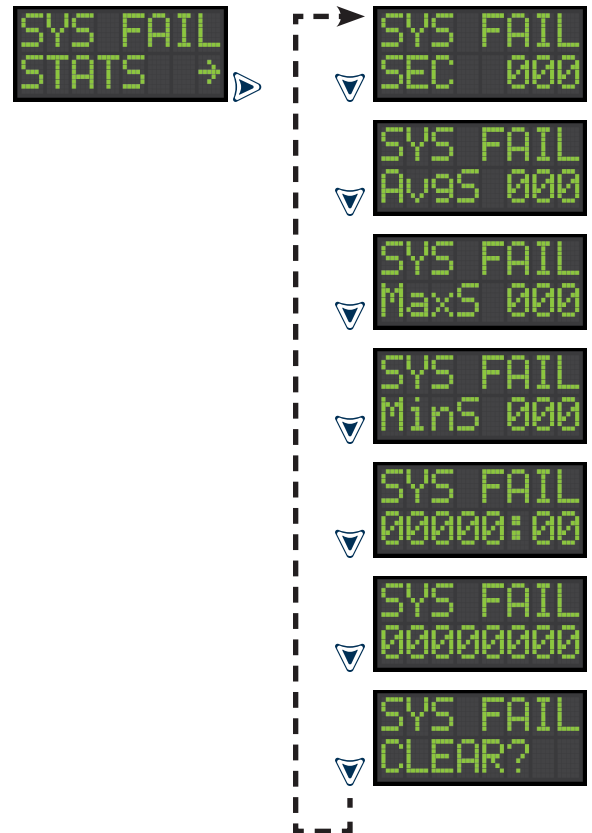 SYS FAIL
STATS →
SYS FAIL
SEC 000
SYS FAIL
AvgS 000
SYS FAIL
MaxS 000
SYS FAIL
MinS 000
SYS FAIL
00000:00
SYS FAIL
00000000
SYS FAIL
CLEAR?